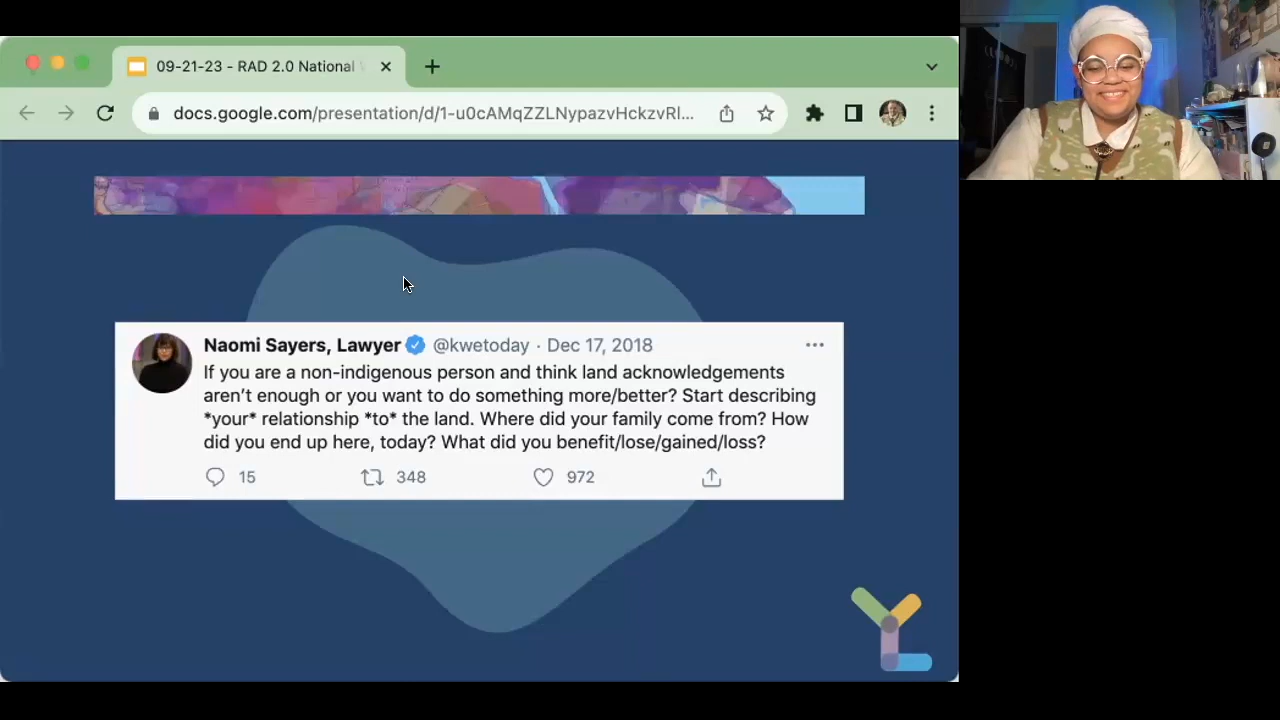 09-21-23 - RAD 2.0 National
docs.google.com/presentation/d/1-u0cAMqZZLNypazvHckzvRl...
Naomi Sayers, Lawyer @kwetoday · Dec 17, 2018
If you are a non-indigenous person and think land acknowledgements
aren’t enough or you want to do something more/better? Start describing
*your* relationship *to* the land. Where did your family come from? How
did you end up here, today? What did you benefit/lose/gained/loss?
15 348 972